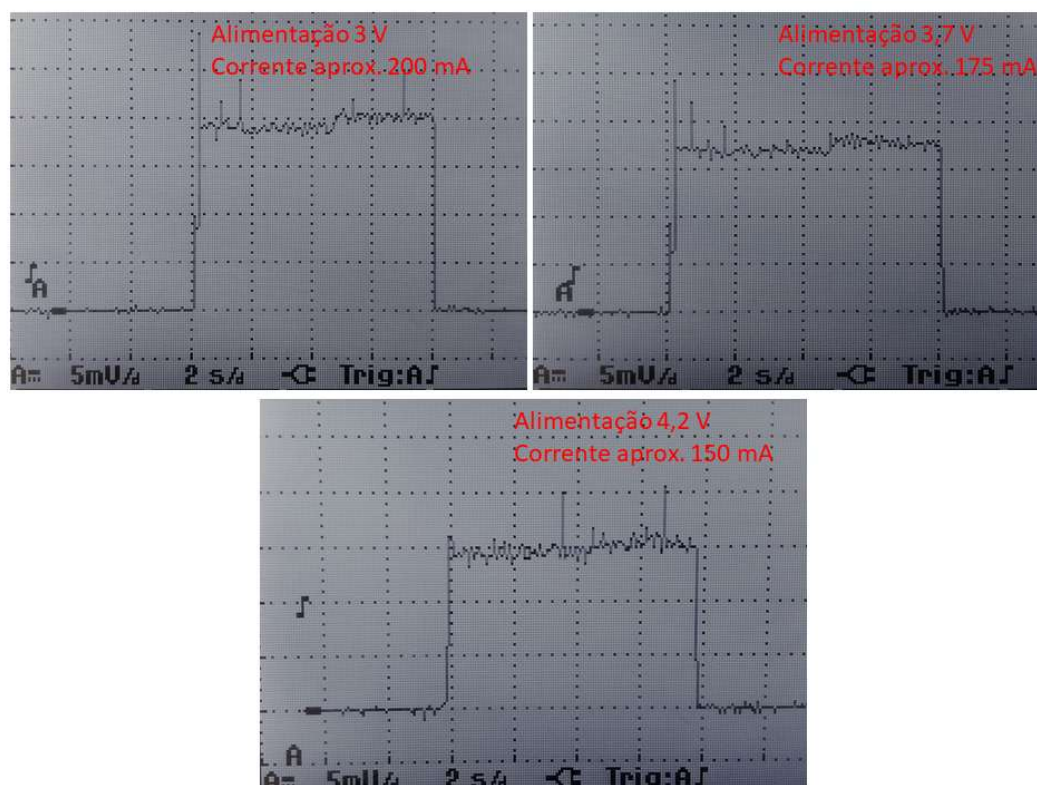 Alimentação 3 V
Corrente aprox. 200 mA
A
A 5mV/d 2 s/d Trig:A
Alimentação 3,7 V
Corrente aprox. 175 mA
A
A 5mV/d 2 s/d Trig:A
Alimentação 4,2 V
Corrente aprox. 150 mA
A
A 5mV/d 2 s/d Trig:A